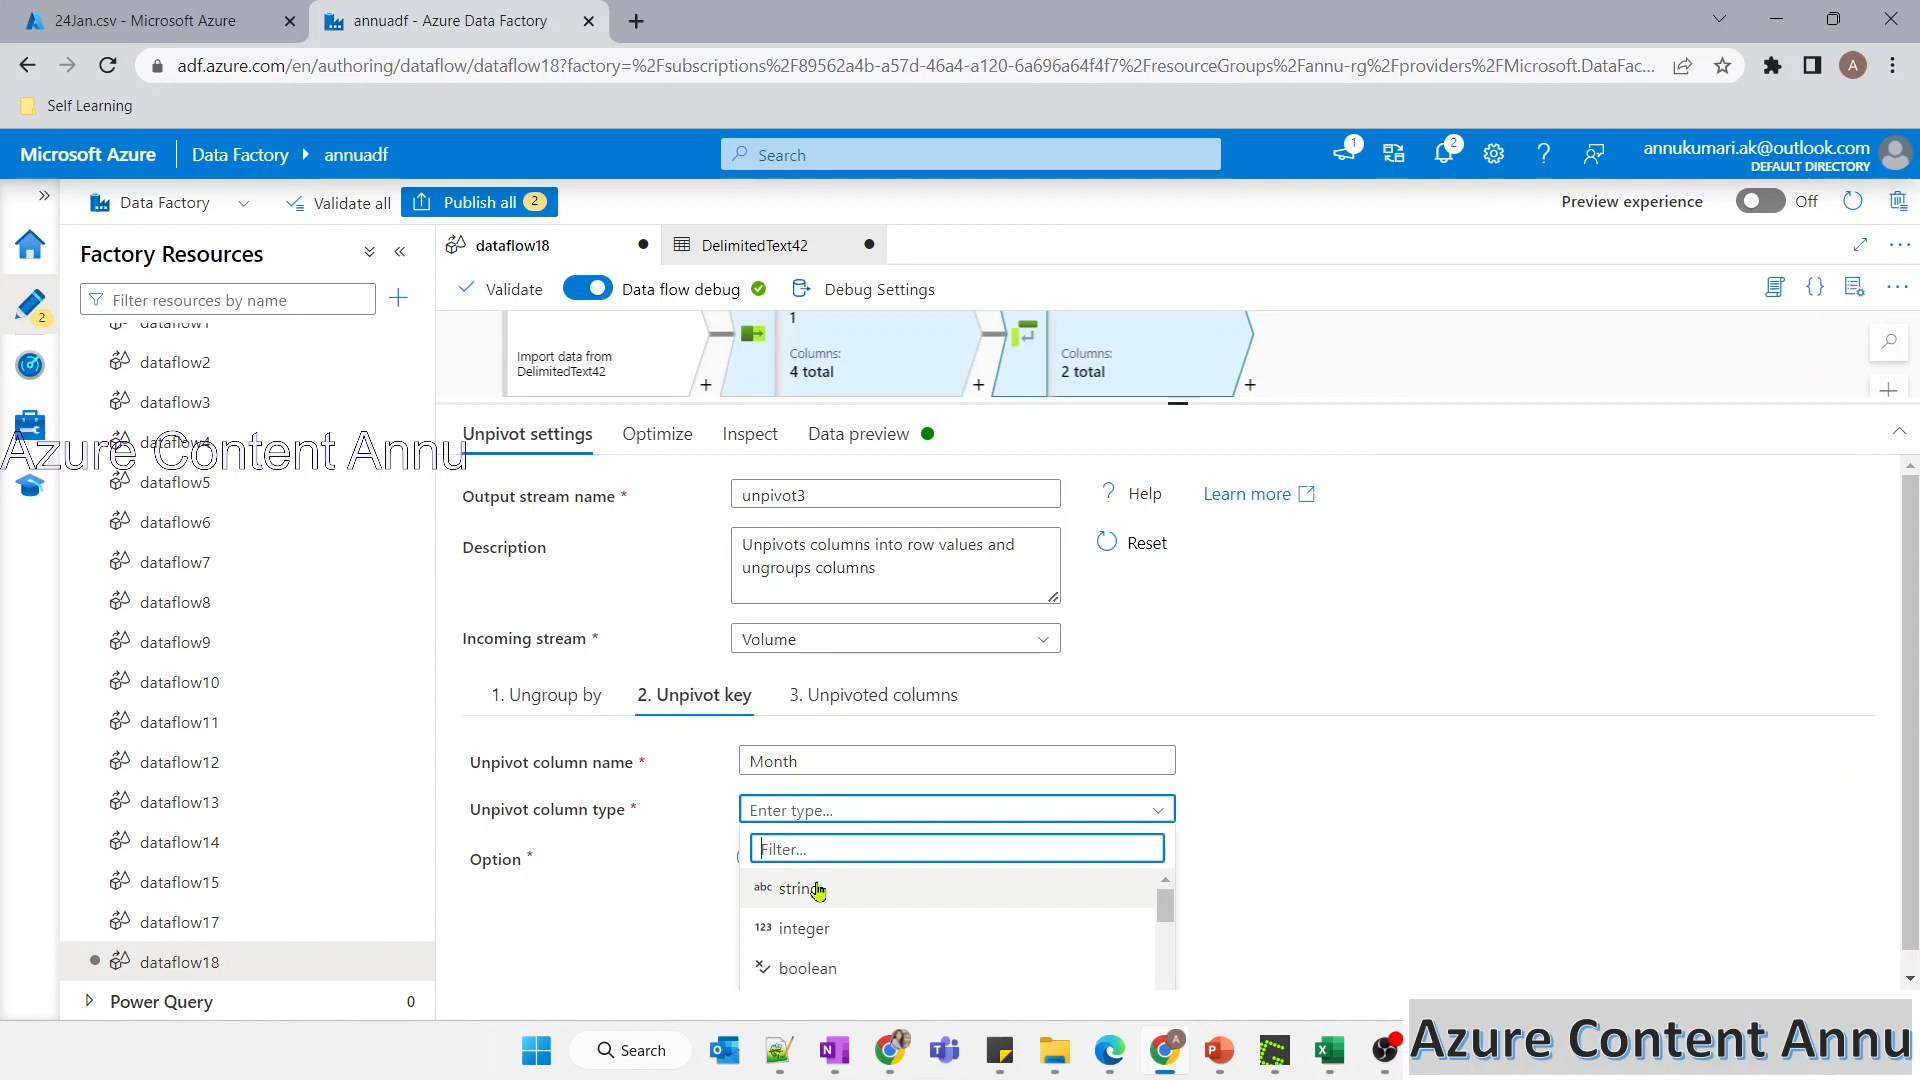 24Jan.csv - Microsoft Azure
annuadf - Azure Data Factory
adf.azure.com/en/authoring/dataflow/dataflow18?factory=%2Fsubscriptions%2F89562a4b-a57d-46a4-a120-6a696a64f4f7%2FresourceGroups%2Fannu-rg%2Fproviders%2FMicrosoft.DataFac...
A
Self Learning
Microsoft Azure
Data Factory
annuadf
Search
1
2
annukumari.ak@outlook.com
DEFAULT DIRECTORY
Data Factory
Validate all
Publish all
2
Preview experience
Off
Factory Resources
dataflow18
DelimitedText42
Filter resources by name
Validate
Data flow debug
Debug Settings
2
dataflow1
dataflow2
dataflow3
dataflow4
dataflow5
dataflow6
dataflow7
dataflow8
dataflow9
dataflow10
dataflow11
dataflow12
dataflow13
dataflow14
dataflow15
dataflow17
dataflow18
Power Query
0
Azure Content Annu
Import data from
DelimitedText42
1
Columns:
4 total
Columns:
2 total
Unpivot settings
Optimize
Inspect
Data preview
Output stream name *
unpivot3
Help
Learn more
Description
Unpivots columns into row values and
ungroups columns
Reset
Incoming stream *
Volume
1. Ungroup by
2. Unpivot key
3. Unpivoted columns
Unpivot column name *
Month
Unpivot column type *
Enter type...
Filter...
Option *
abc string
123 integer
boolean
Search
Azure Content Annu